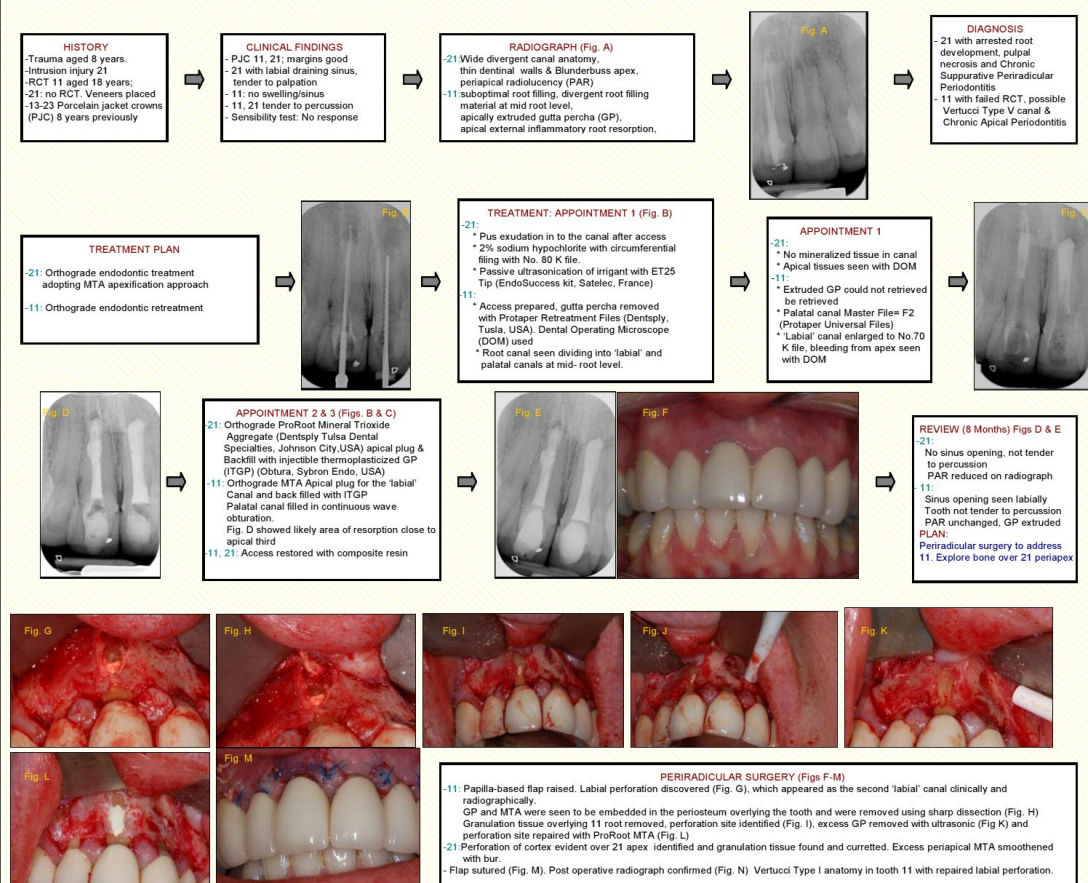 HISTORY
-Trauma aged 8 years.
-Intrusion injury 21
-RCT 11 aged 18 years;
-21: no RCT. Veneers placed
-13-23 Porcelain jacket crowns
(PJC) 8 years previously
CLINICAL FINDINGS
- PJC 11, 21; margins good
- 21 with labial draining sinus,
tender to palpation
- 11: no swelling/sinus
- 11, 21 tender to percussion
- Sensibility test: No response
RADIOGRAPH (Fig. A)
-21:Wide divergent canal anatomy,
thin dentinal walls & Blunderbuss apex,
periapical radiolucency (PAR)
-11:suboptimal root filling, divergent root filling
material at mid root level,
apically extruded gutta percha (GP),
apical external inflammatory root resorption,
Fig. A
DIAGNOSIS
- 21 with arrested root
development, pulpal
necrosis and Chronic
Suppurative Periradicular
Periodontitis
- 11 with failed RCT, possible
Vertucci Type V canal &
Chronic Apical Periodontitis
TREATMENT PLAN
-21: Orthograde endodontic treatment
adopting MTA apexification approach
-11: Orthograde endodontic retreatment
Fig.
TREATMENT: APPOINTMENT 1 (Fig. B)
-21:
* Pus exudation in to the canal after access
* 2% sodium hypochlorite with circumferential
filing with No. 80 K file.
* Passive ultrasonication of irrigant with ET25
Tip (EndoSuccess kit, Satelec, France)
-11:
* Access prepared, gutta percha removed
with Protaper Retreatment Files (Dentsply,
Tusla, USA). Dental Operating Microscope
(DOM) used
* Root canal seen dividing into ‘labial’ and
palatal canals at mid- root level.
APPOINTMENT 1
-21:
* No mineralized tissue in canal
* Apical tissues seen with DOM
-11:
* Extruded GP could not retrieved
be retrieved
* Palatal canal Master File= F2
(Protaper Universal Files)
* ‘Labial’ canal enlarged to No.70
K file, bleeding from apex seen
with DOM
Fig. D
APPOINTMENT 2 & 3 (Figs. B & C)
-21: Orthograde ProRoot Mineral Trioxide
Aggregate (Dentsply Tulsa Dental
Specialties, Johnson City,USA) apical plug &
Backfill with injectible thermoplasticized GP
(ITGP) (Obtura, Sybron Endo, USA)
-11: Orthograde MTA Apical plug for the ‘labial’
Canal and back filled with ITGP
Palatal canal filled in continuous wave
obturation.
Fig. D showed likely area of resorption close to
apical third
-11, 21: Access restored with composite resin
Fig. E
Fig. F
REVIEW (8 Months) Figs D & E
-21:
No sinus opening, not tender
to percussion
PAR reduced on radiograph
- 11:
Sinus opening seen labially
Tooth not tender to percussion
PAR unchanged, GP extruded
PLAN:
Periradicular surgery to address
11. Explore bone over 21 periapex
Fig. G
Fig. H
Fig. I
Fig. J
Fig. K
Fig. L
Fig. M
PERIRADICULAR SURGERY (Figs F-M)
-11: Papilla-based flap raised. Labial perforation discovered (Fig. G), which appeared as the second ‘labial’ canal clinically and
radiographically.
GP and MTA were seen to be embedded in the periosteum overlying the tooth and were removed using sharp dissection (Fig. H)
Granulation tissue overlying 11 root removed, perforation site identified (Fig. I), excess GP removed with ultrasonic (Fig K) and
perforation site repaired with ProRoot MTA (Fig. L)
-21:Perforation of cortex evident over 21 apex identified and granulation tissue found and curretted. Excess periapical MTA smoothened
with bur.
- Flap sutured (Fig. M). Post operative radiograph confirmed (Fig. N) Vertucci Type I anatomy in tooth 11 with repaired labial perforation.